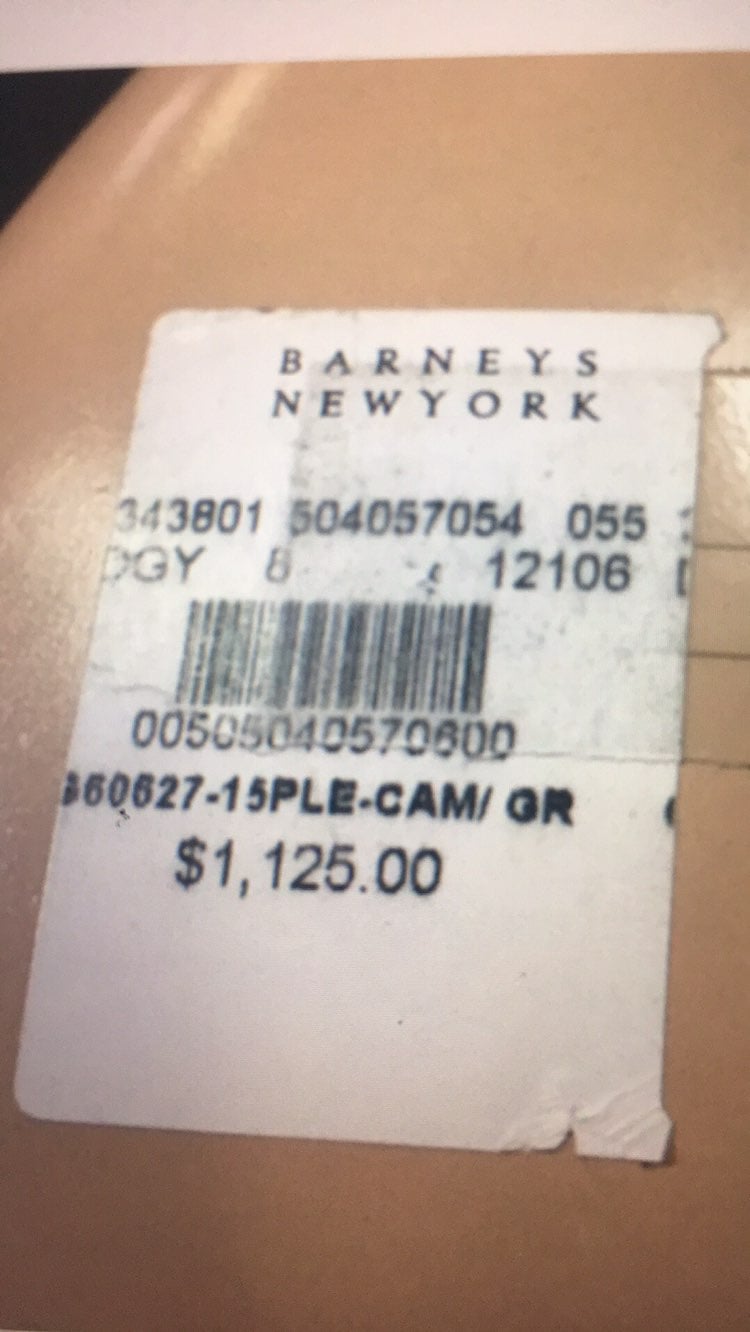 BARNEYS
NEWYORK
343801 504057054 055
DGY 8 12106
00505040570600
360627-15PLE-CAM/ GR
$1,125.00